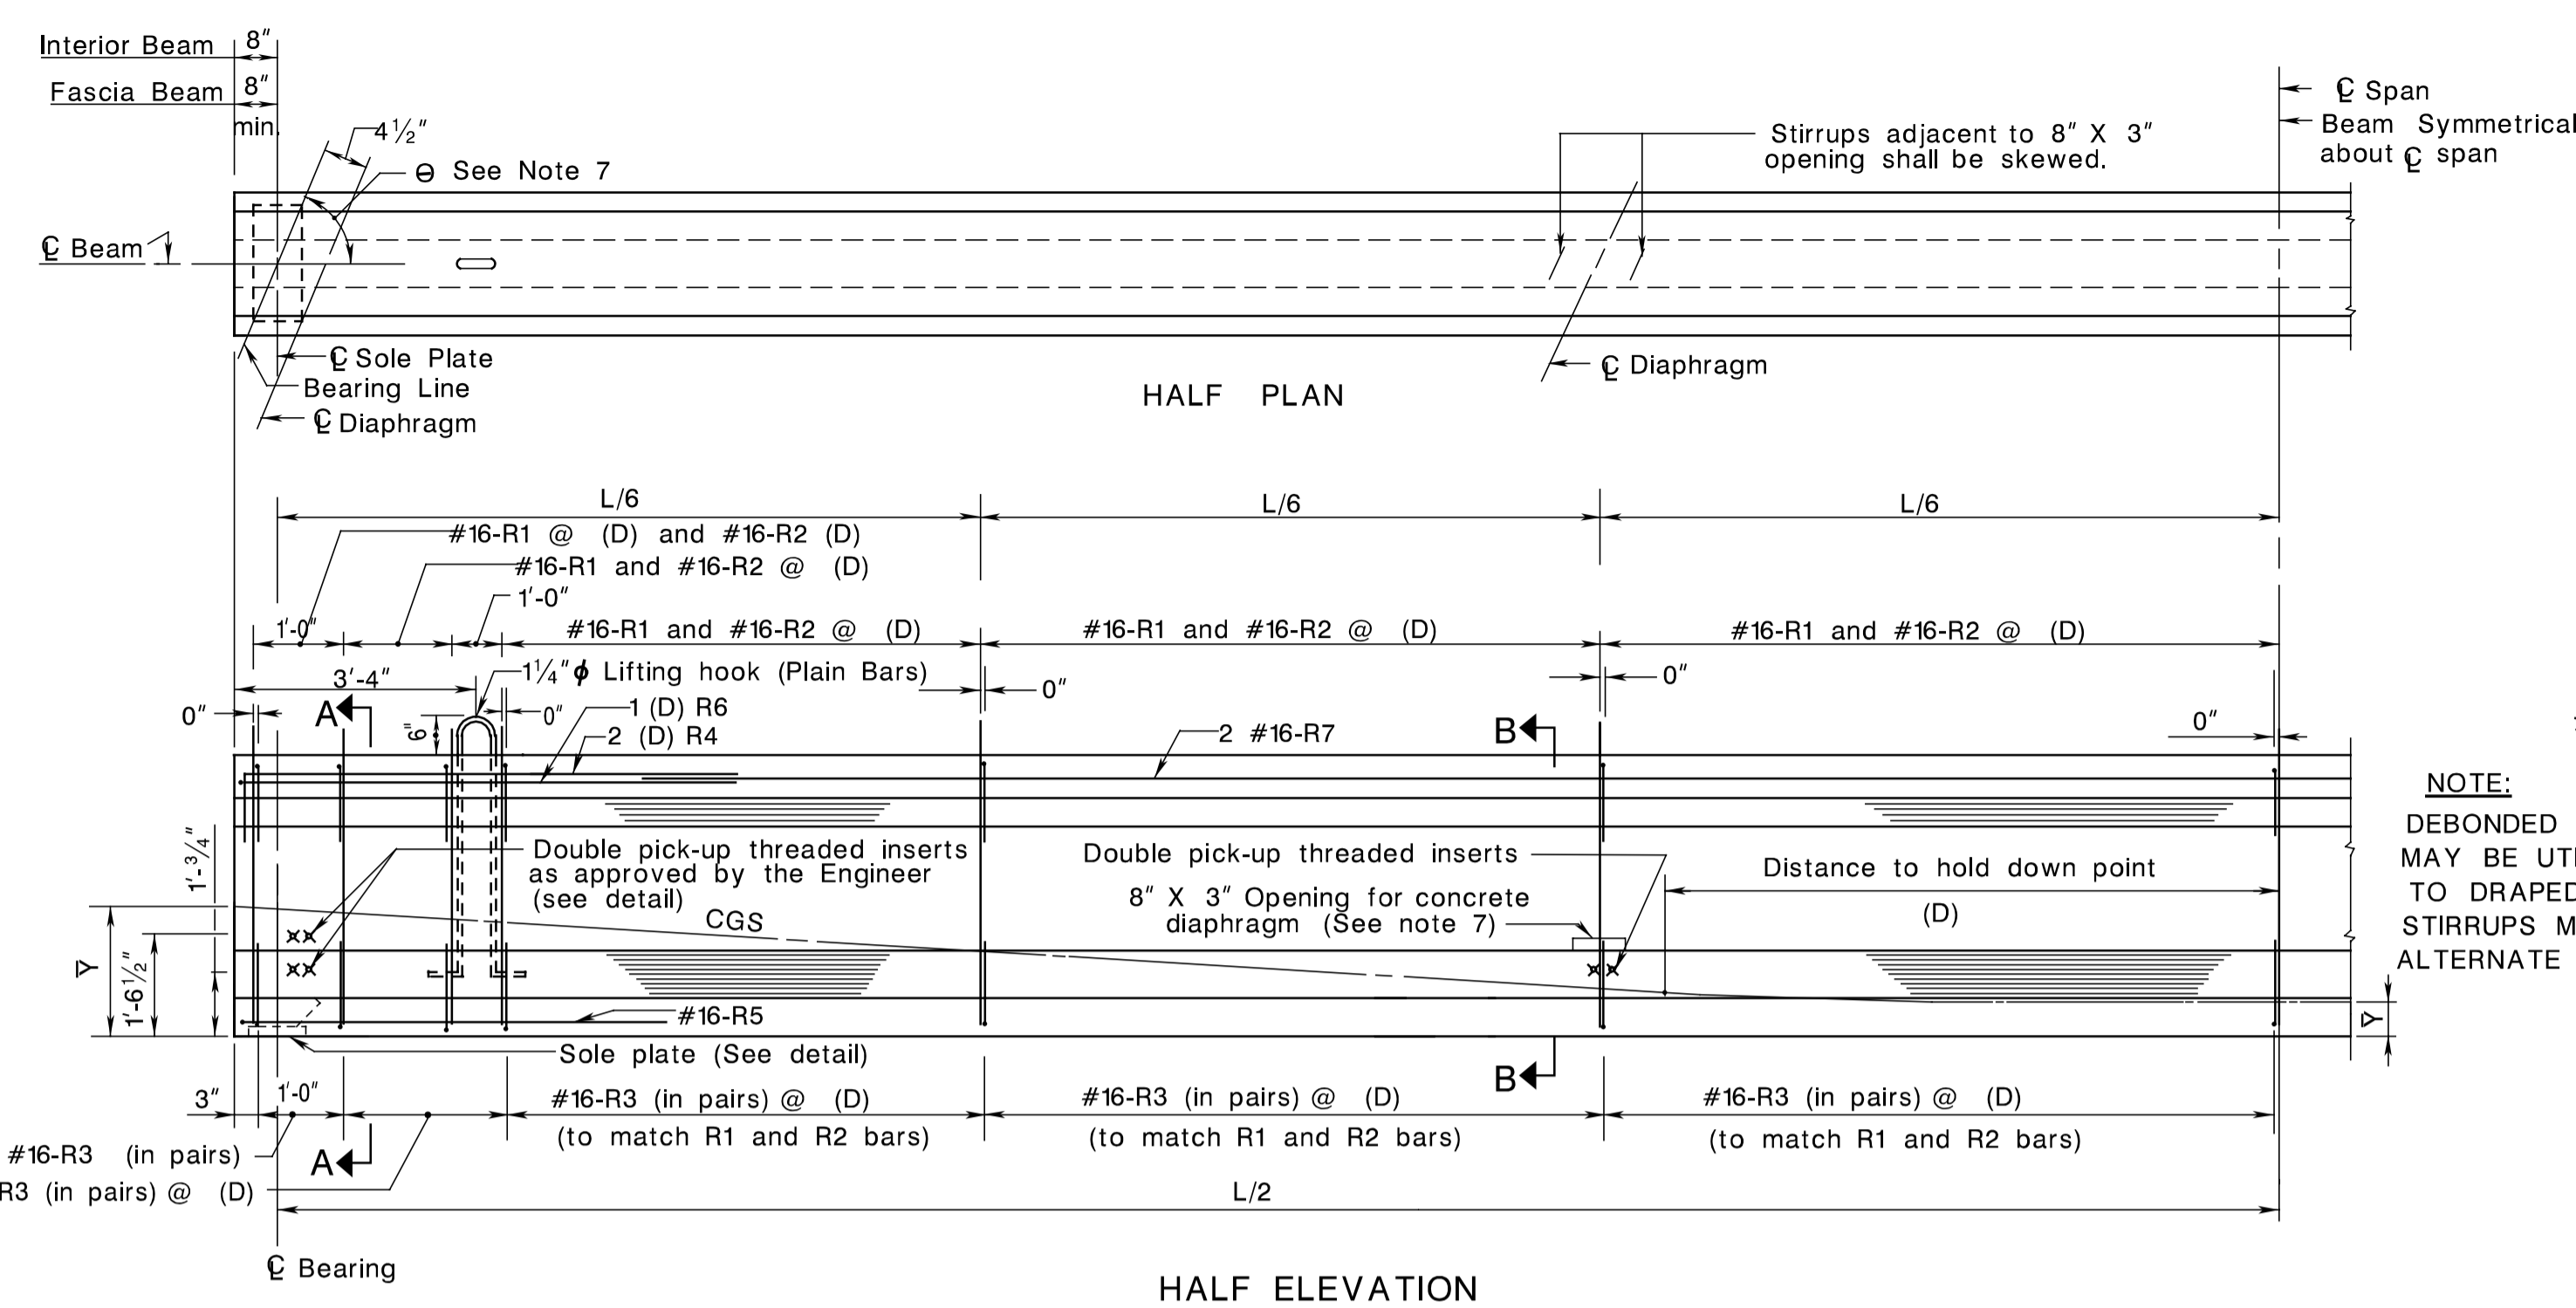 Interior Beam 8"
Fascia Beam 8"
min.
4 ½"
Θ See Note 7
℄ Beam
Stirrups adjacent to 8" X 3"
opening shall be skewed.
℄ Span
Beam Symmetrical
about ℄ span
℄ Sole Plate
Bearing Line
℄ Diaphragm
℄ Diaphragm
HALF PLAN
L/6
L/6
L/6
#16-R1 @ (D) and #16-R2 (D)
#16-R1 and #16-R2 @ (D)
1'-0"
1'-0"
#16-R1 and #16-R2 @ (D)
#16-R1 and #16-R2 @ (D)
#16-R1 and #16-R2 @ (D)
3'-4"
1¼" ϕ Lifting hook (Plain Bars)
0"
0"
0"
A
6"
0"
1 (D) R6
2 (D) R4
2 #16-R7
B
0"
1'-¾"
Double pick-up threaded inserts
as approved by the Engineer
(see detail)
CGS
Double pick-up threaded inserts
8" X 3" Opening for concrete
diaphragm (See note 7)
Distance to hold down point
(D)
NOTE:
DEBONDED
MAY BE
TO DRAPED
STIRRUPS
ALTERNATE
Y̅
1'-6½"
#16-R5
Y̅
Sole plate (See detail)
B
3"
1'-0"
#16-R3 (in pairs) @ (D)
(to match R1 and R2 bars)
#16-R3 (in pairs) @ (D)
(to match R1 and R2 bars)
#16-R3 (in pairs) @ (D)
(to match R1 and R2 bars)
#16-R3 (in pairs)
A
R3 (in pairs) @ (D)
L/2
℄ Bearing
HALF ELEVATION